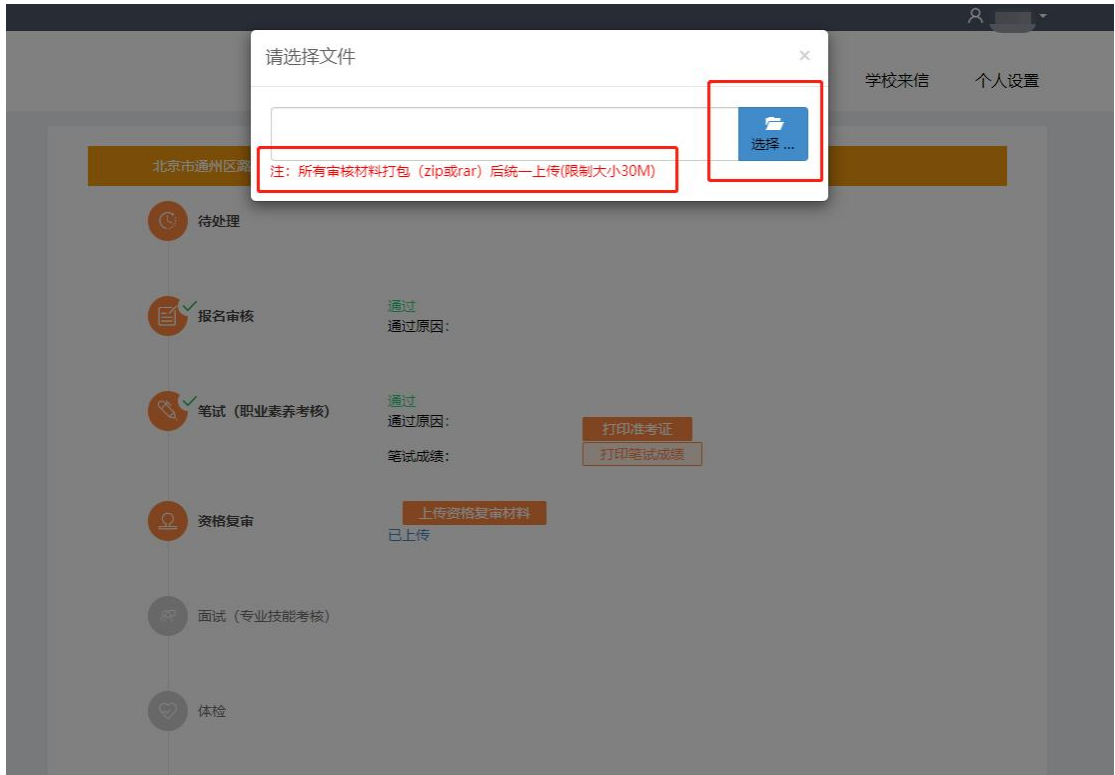 请选择文件
×
学校来信
个人设置
选择 ...
注：所有审核材料打包（zip或rar）后统一上传(限制大小30M)
北京市通州区潞
待处理
报名审核
通过
通过原因：
笔试（职业素养考核）
通过
通过原因：
打印准考证
笔试成绩：
打印笔试成绩
资格复审
上传资格复审材料
已上传
面试（专业技能考核）
体检